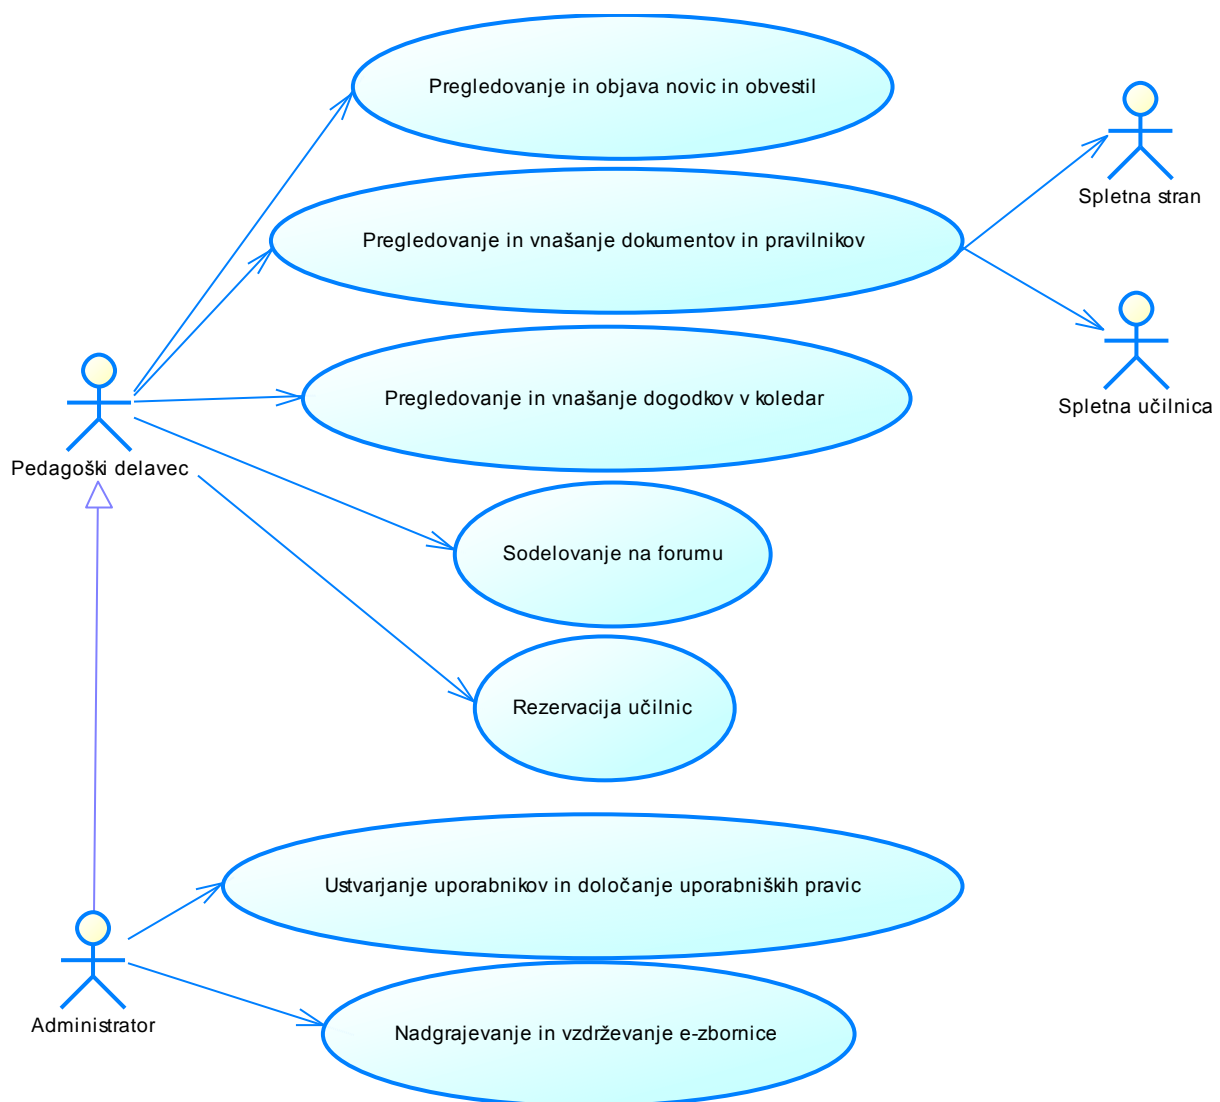 Pregledovanje in objava novic in obvestil
Spletna stran
Pregledovanje in vnašanje dokumentov in pravilnikov
Pregledovanje in vnašanje dogodkov v koledar
Spletna učilnica
Pedagoški delavec
Sodelovanje na forumu
Rezervacija učilnic
Ustvarjanje uporabnikov in določanje uporabniških pravic
Administrator
Nadgrajevanje in vzdrževanje e-zbornice